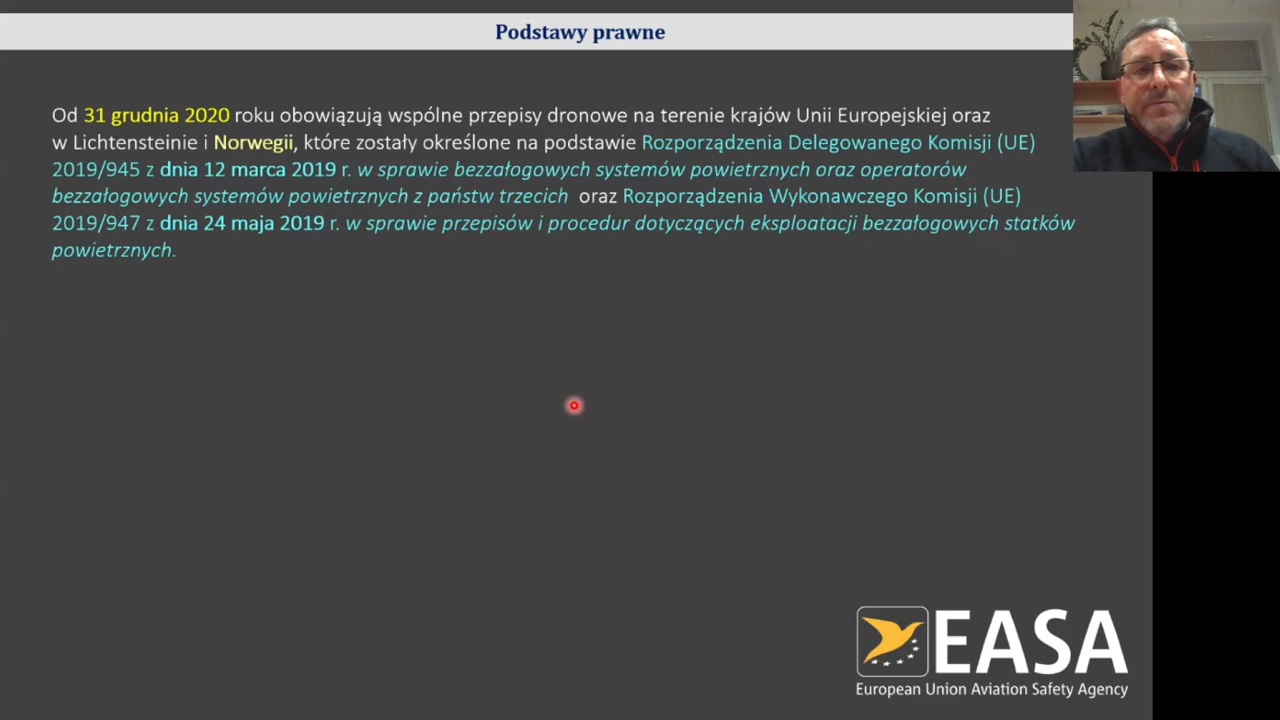 Podstawy prawne
Od 31 grudnia 2020 roku obowiązują wspólne przepisy dronowe na terenie krajów Unii Europejskiej oraz
w Lichtensteinie i Norwegii, które zostały określone na podstawie Rozporządzenia Delegowanego Komisji (UE)
2019/945 z dnia 12 marca 2019 r. w sprawie bezzałogowych systemów powietrznych oraz operatorów
bezzałogowych systemów powietrznych z państw trzecich oraz Rozporządzenia Wykonawczego Komisji (UE)
2019/947 z dnia 24 maja 2019 r. w sprawie przepisów i procedur dotyczących eksploatacji bezzałogowych statków
powietrznych.
EASA
European Union Aviation Safety Agency